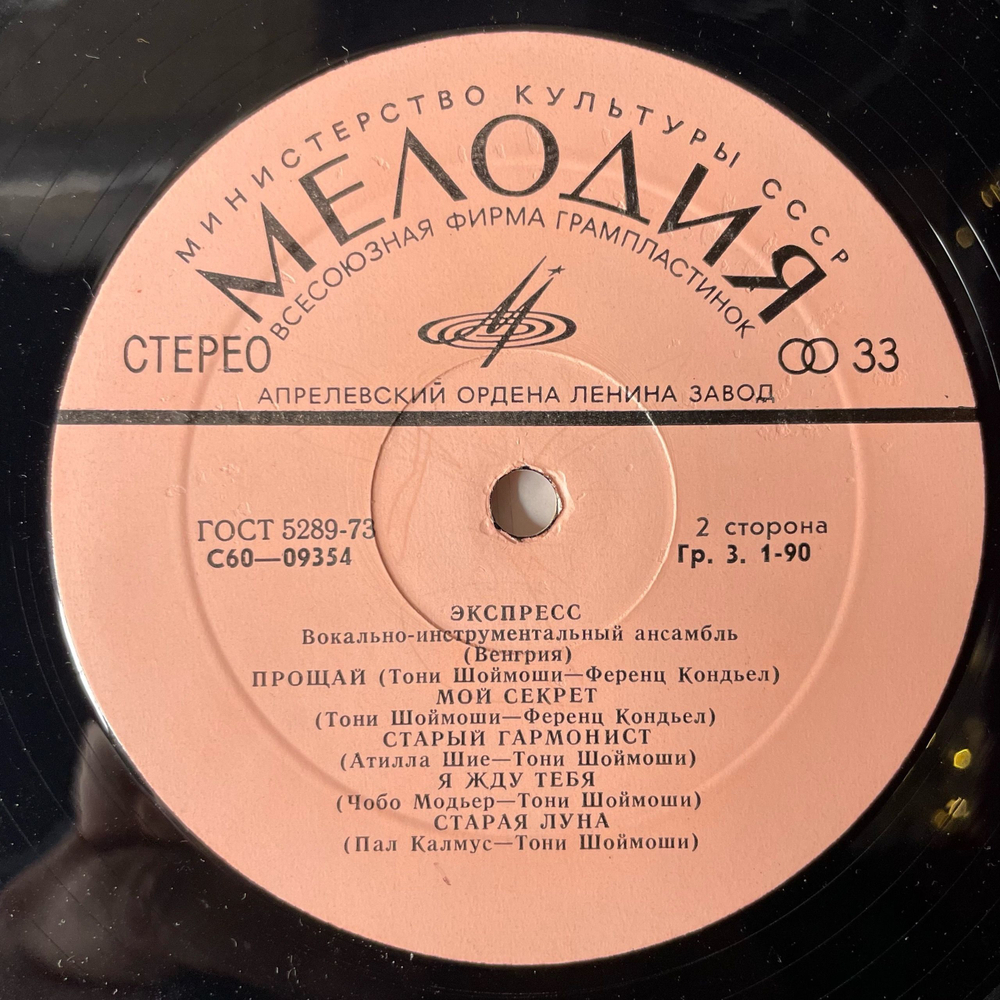 МИНИСТЕРСТВО КУЛЬТУРЫ СССР
МЕЛОДИЯ
ВСЕСОЮЗНАЯ ФИРМА ГРАМПЛАСТИНОК
СТЕРЕО
33
АПРЕЛЕВСКИЙ ОРДЕНА ЛЕНИНА ЗАВОД
ГОСТ 5289-73
2 сторона
С60—09354
Гр. 3. 1-90
ЭКСПРЕСС
Вокально-инструментальный ансамбль
(Венгрия)
ПРОЩАЙ (Тони Шоймоши—Ференц Кондьел)
МОЙ СЕКРЕТ
(Тони Шоймоши—Ференц Кондьел)
СТАРЫЙ ГАРМОНИСТ
(Атилла Шие—Тони Шоймоши)
Я ЖДУ ТЕБЯ
(Чобо Модьер—Тони Шоймоши)
СТАРАЯ ЛУНА
(Пал Калмус—Тони Шоймоши)